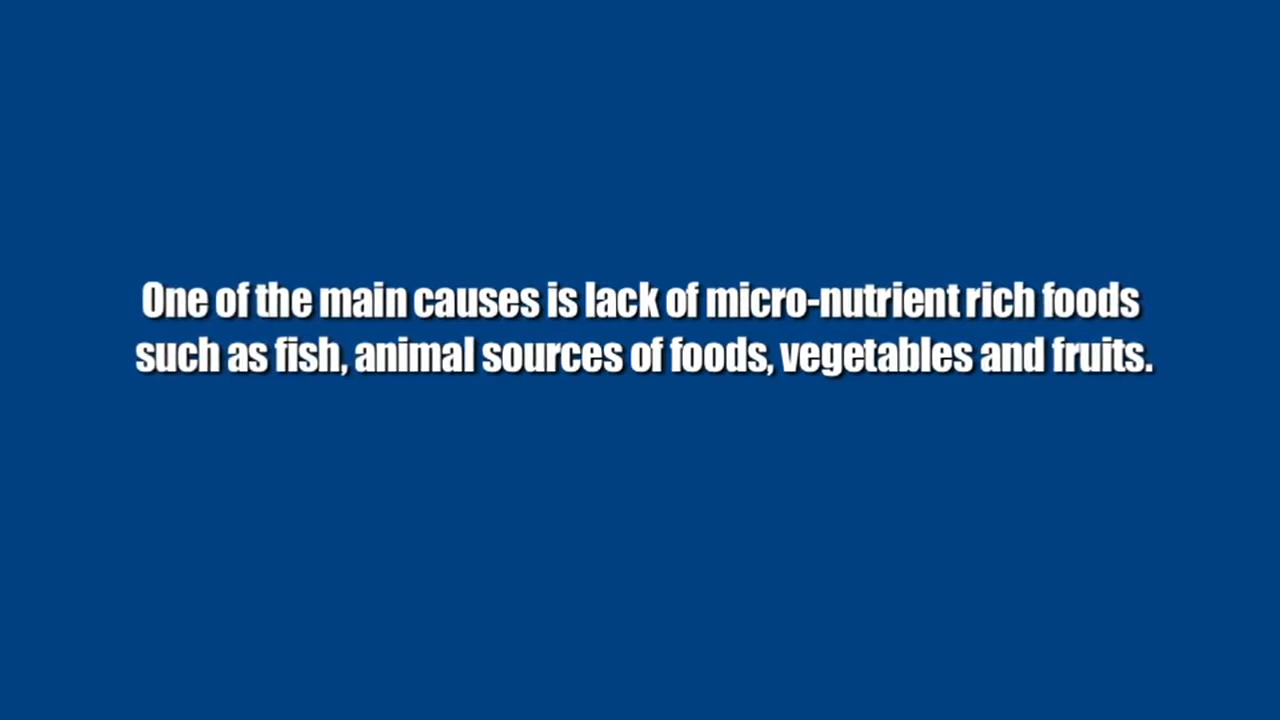 One of the main causes is lack of micro-nutrient rich foods
such as fish, animal sources of foods, vegetables and fruits.